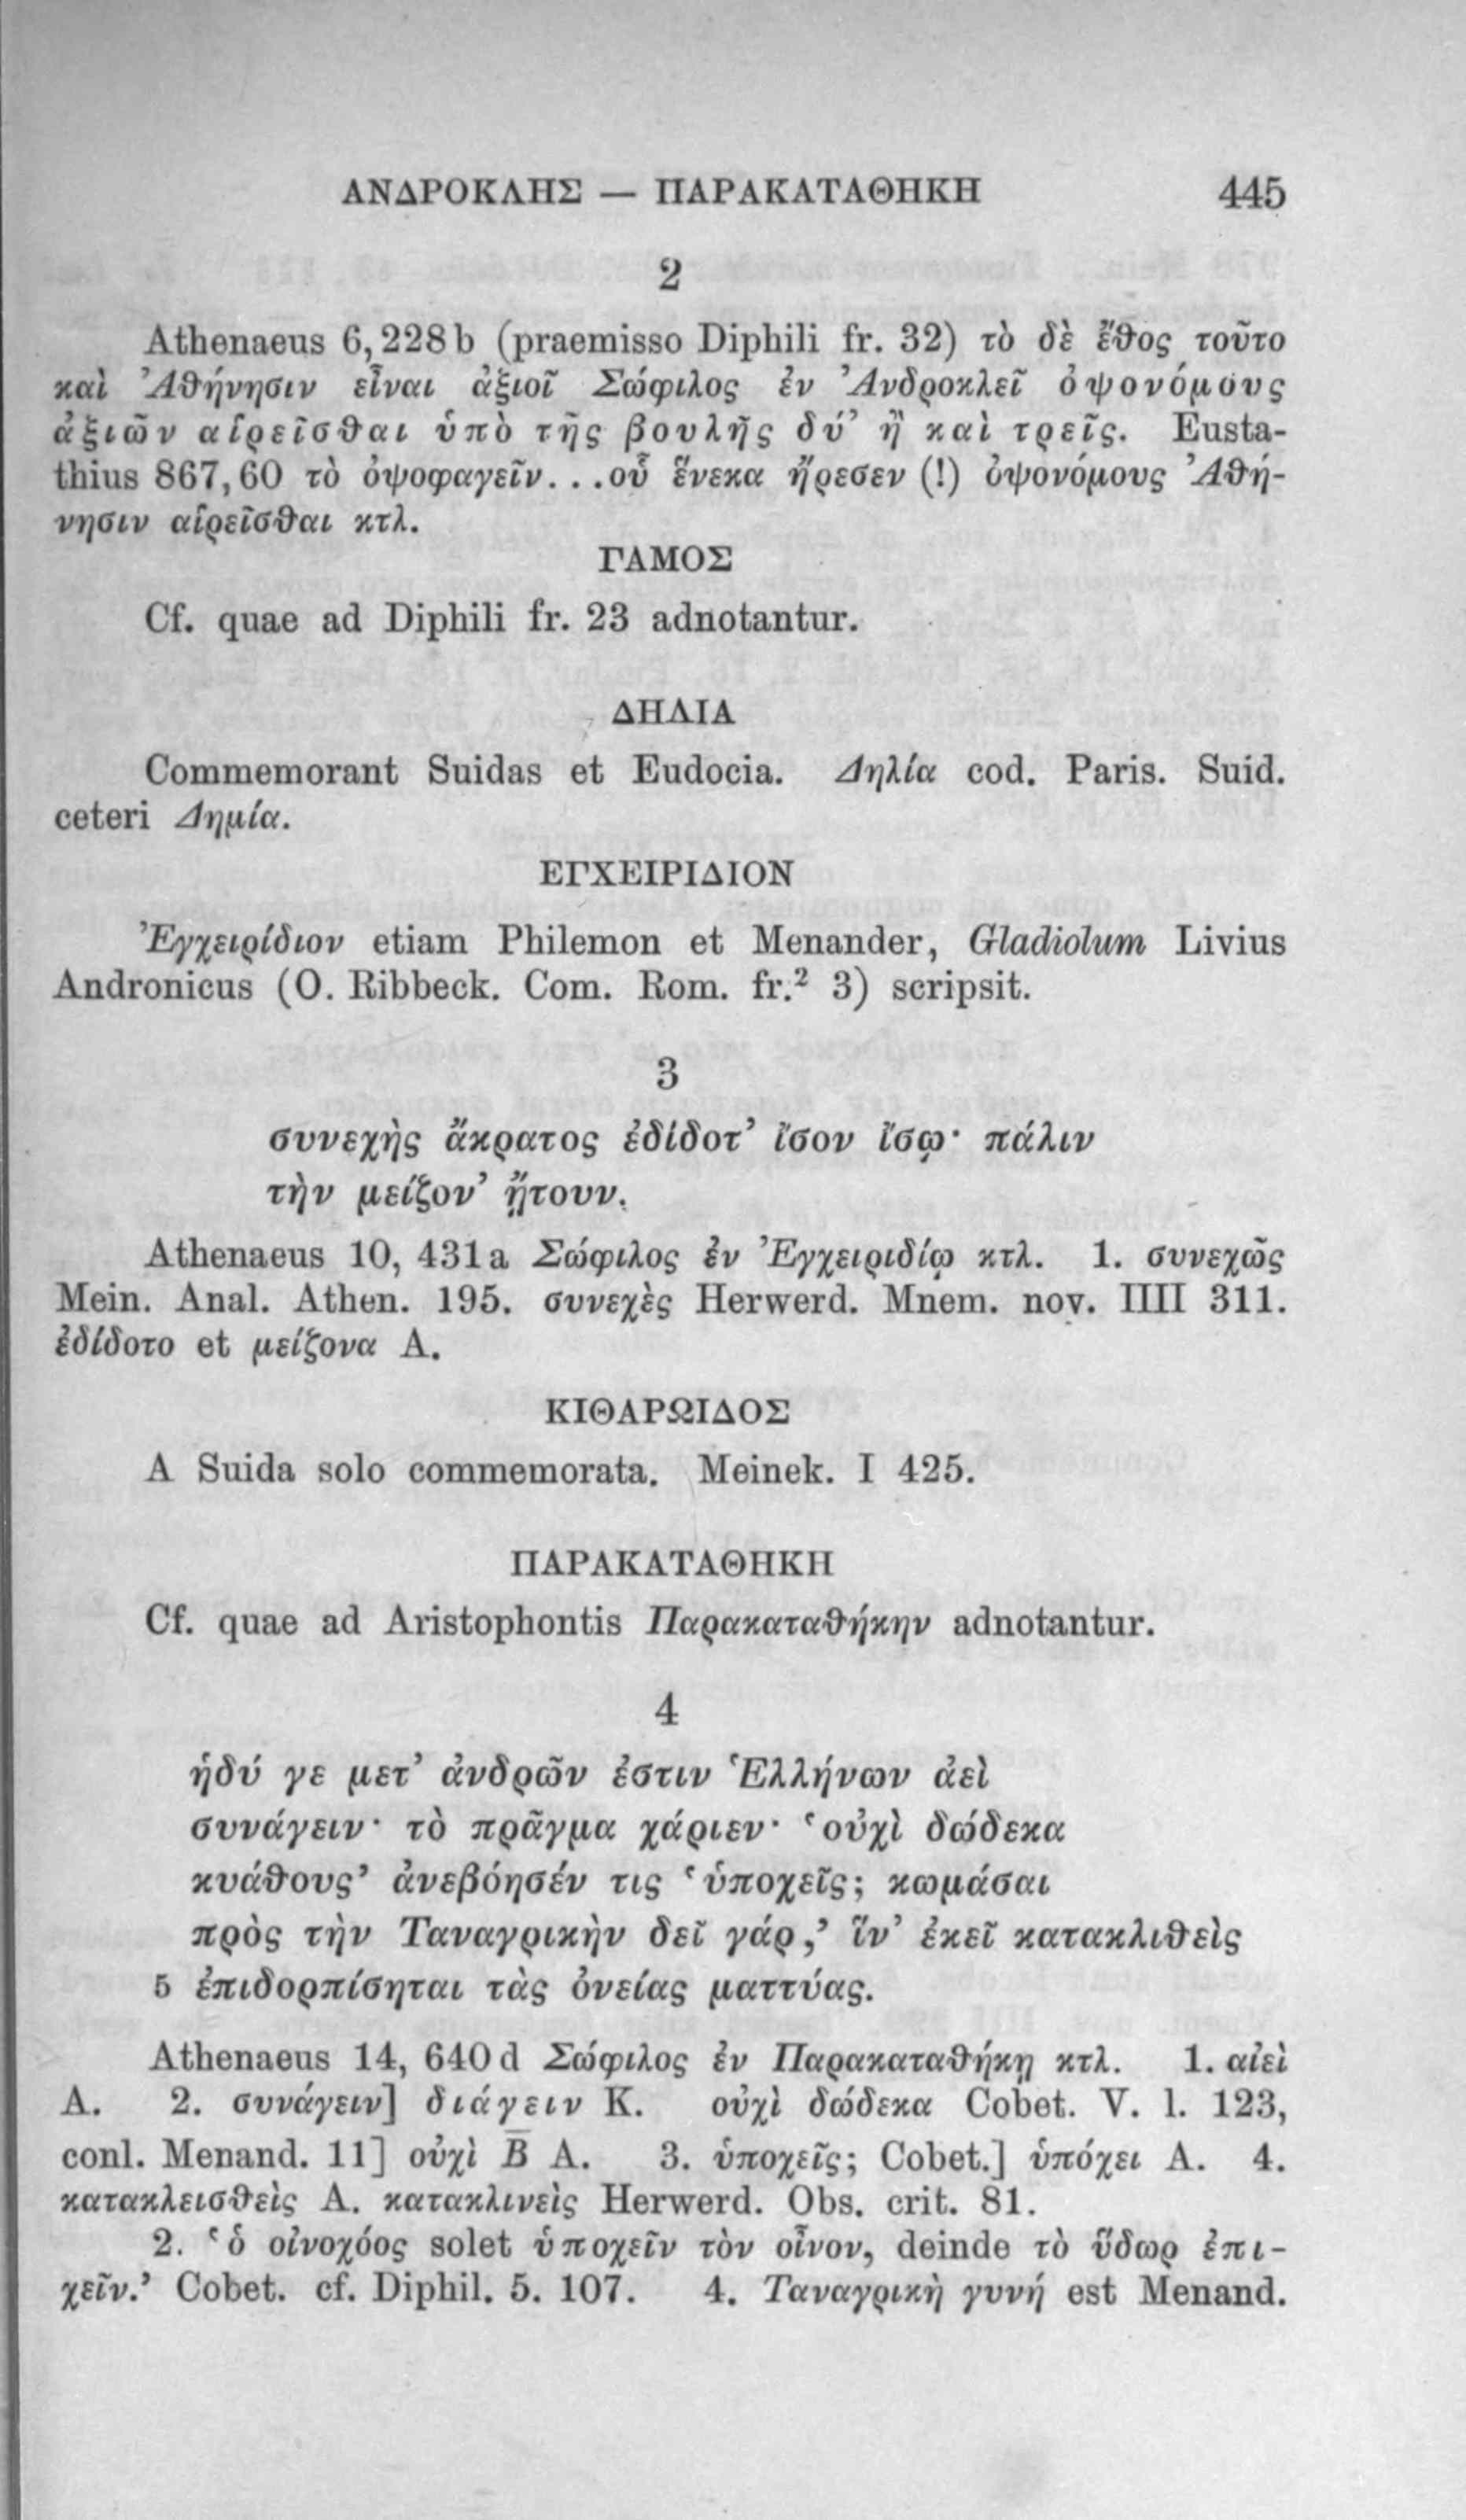 ΑΝΔΡΟΚΛΗΣ — ΠΑΡΑΚΑΤΑΘΗΚΗ 445
2
Athenaeus 6, 228 b (praemisso Diphili fr. 32) τὸ δὲ ἔθος τοῦτο
καὶ Ἀθήνησιν εἶναι ἀξιοῖ Σώφιλος ἐν Ἀνδροκλεῖ ὀψονόμους
ἀξιῶν αἱρεῖσθαι ὑπὸ τῆς βουλῆς δύ’ ἢ καὶ τρεῖς. Eusta-
thius 867, 60 τὸ ὀψοφαγεῖν...οὗ ἕνεκα ἤρεσεν (!) ὀψονόμους Ἀθή-
νησιν αἱρεῖσθαι κτλ.
ΓΑΜΟΣ
Cf. quae ad Diphili fr. 23 adnotantur.
ΔΗΛΙΑ
Commemorant Suidas et Eudocia. Δηλία cod. Paris. Suid.
ceteri Δημία.
ΕΓΧΕΙΡΙΔΙΟΝ
Ἐγχειρίδιον etiam Philemon et Menander, Gladiolum Livius
Andronicus (O. Ribbeck. Com. Rom. fr.² 3) scripsit.
3
συνεχὴς ἄκρατος ἐδίδοτ’ ἴσον ἴσῳ· πάλιν
τὴν μείζον’ ᾔτουν.
Athenaeus 10, 431 a Σώφιλος ἐν Ἐγχειριδίῳ κτλ. 1. συνεχῶς
Mein. Anal. Athen. 195. συνεχὲς Herwerd. Mnem. nov. IIII 311.
ἐδίδοτο et μείζονα A.
ΚΙΘΑΡΩΙΔΟΣ
A Suida solo commemorata. Meinek. I 425.
ΠΑΡΑΚΑΤΑΘΗΚΗ
Cf. quae ad Aristophontis Παρακαταθήκην adnotantur.
4
ἡδύ γε μετ’ ἀνδρῶν ἐστιν Ἑλλήνων ἀεὶ
συνάγειν· τὸ πρᾶγμα χάριεν· ‘οὐχὶ δώδεκα
κυάθους’ ἀνεβόησέν τις ‘ὑποχεῖς; κωμάσαι
πρὸς τὴν Ταναγρικὴν δεῖ γάρ,’ ἵν’ ἐκεῖ κατακλιθεὶς
5 ἐπιδορπίσηται τὰς ὀνείας ματτύας.
Athenaeus 14, 640 d Σώφιλος ἐν Παρακαταθήκῃ κτλ. 1. αἰεὶ
A. 2. συνάγειν] διάγειν K. οὐχὶ δώδεκα Cobet. V. l. 123,
conl. Menand. 11] οὐχὶ B̅ A. 3. ὑποχεῖς; Cobet.] ὑπόχει A. 4.
κατακλεισθεὶς A. κατακλινεὶς Herwerd. Obs. crit. 81.
2. ‘ὁ οἰνοχόος solet ὑποχεῖν τὸν οἶνον, deinde τὸ ὕδωρ ἐπι-
χεῖν.’ Cobet. cf. Diphil. 5. 107. 4. Ταναγρικὴ γυνή est Menand.